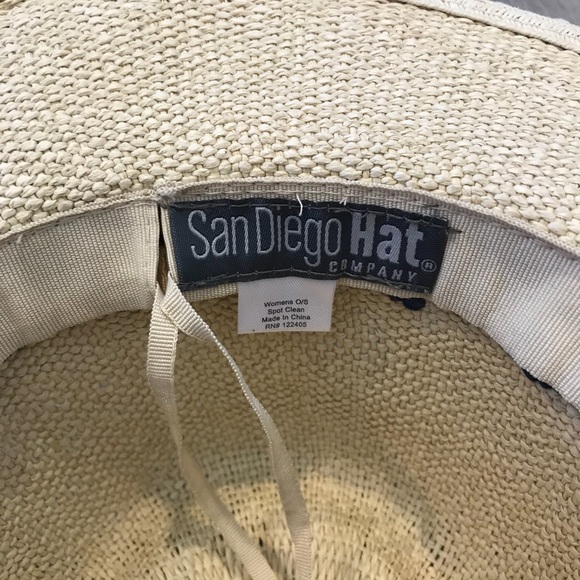 San Diego Hat
COMPANY®
Womens O/S
Spot Clean
Made In China
RN# 122405